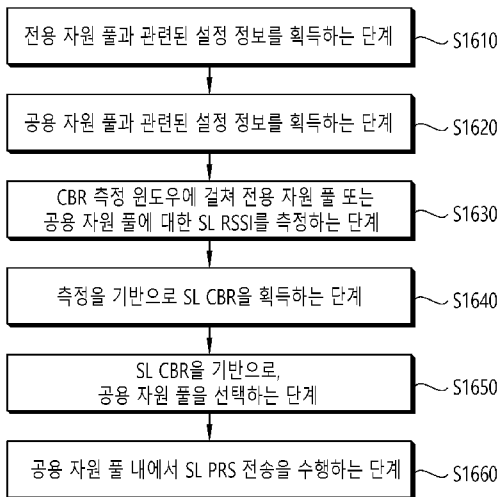 전용 자원 풀과 관련된 설정 정보를 획득하는 단계
S1610
공용 자원 풀과 관련된 설정 정보를 획득하는 단계
S1620
CBR 측정 윈도우에 걸쳐 전용 자원 풀 또는
공용 자원 풀에 대한 SL RSSI를 측정하는 단계
S1630
측정을 기반으로 SL CBR을 획득하는 단계
S1640
SL CBR을 기반으로,
공용 자원 풀을 선택하는 단계
S1650
공용 자원 풀 내에서 SL PRS 전송을 수행하는 단계
S1660